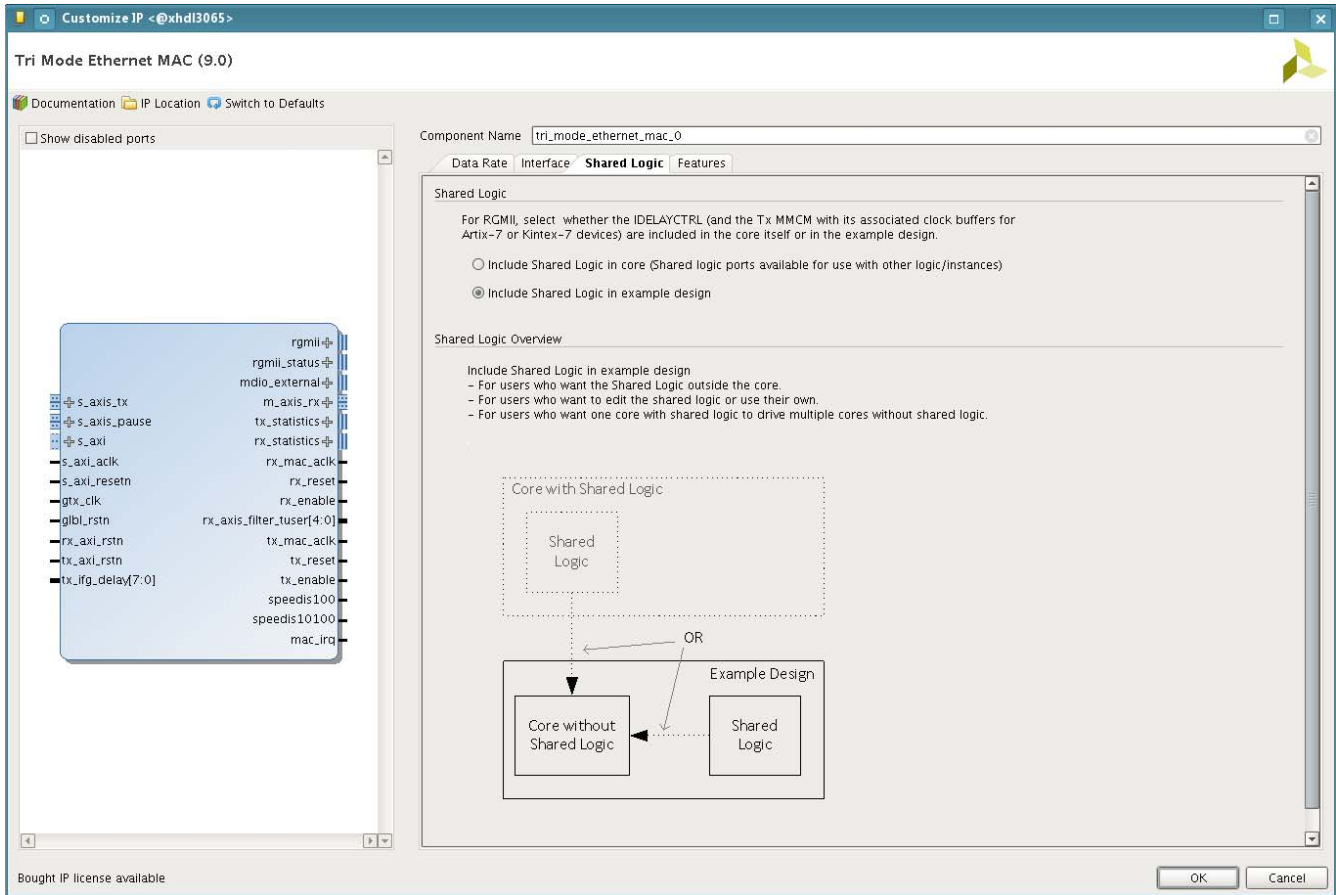 Customize IP <@xhdl3065>
Tri Mode Ethernet MAC (9.0)
Documentation IP Location Switch to Defaults
Show disabled ports
rgmii
rgmii_status
mdio_external
s_axis_tx m_axis_rx
s_axis_pause tx_statistics
s_axi rx_statistics
s_axi_aclk rx_mac_aclk
s_axi_resetn rx_reset
gtx_clk rx_enable
glbl_rstn rx_axis_filter_tuser[4:0]
rx_axi_rstn tx_mac_aclk
tx_axi_rstn tx_reset
tx_ifg_delay[7:0] tx_enable
speedis100
speedis10100
mac_irq
Component Name tri_mode_ethernet_mac_0
Data Rate Interface Shared Logic Features
Shared Logic
For RGMII, select whether the IDELAYCTRL (and the Tx MMCM with its associated clock buffers for
Artix-7 or Kintex-7 devices) are included in the core itself or in the example design.
Include Shared Logic in core (Shared logic ports available for use with other logic/instances)
Include Shared Logic in example design
Shared Logic Overview
Include Shared Logic in example design
- For users who want the Shared Logic outside the core.
- For users who want to edit the shared logic or use their own.
- For users who want one core with shared logic to drive multiple cores without shared logic.
Core with Shared Logic
Shared
Logic
OR
Example Design
Core without
Shared Logic
Shared
Logic
Bought IP license available
OK Cancel